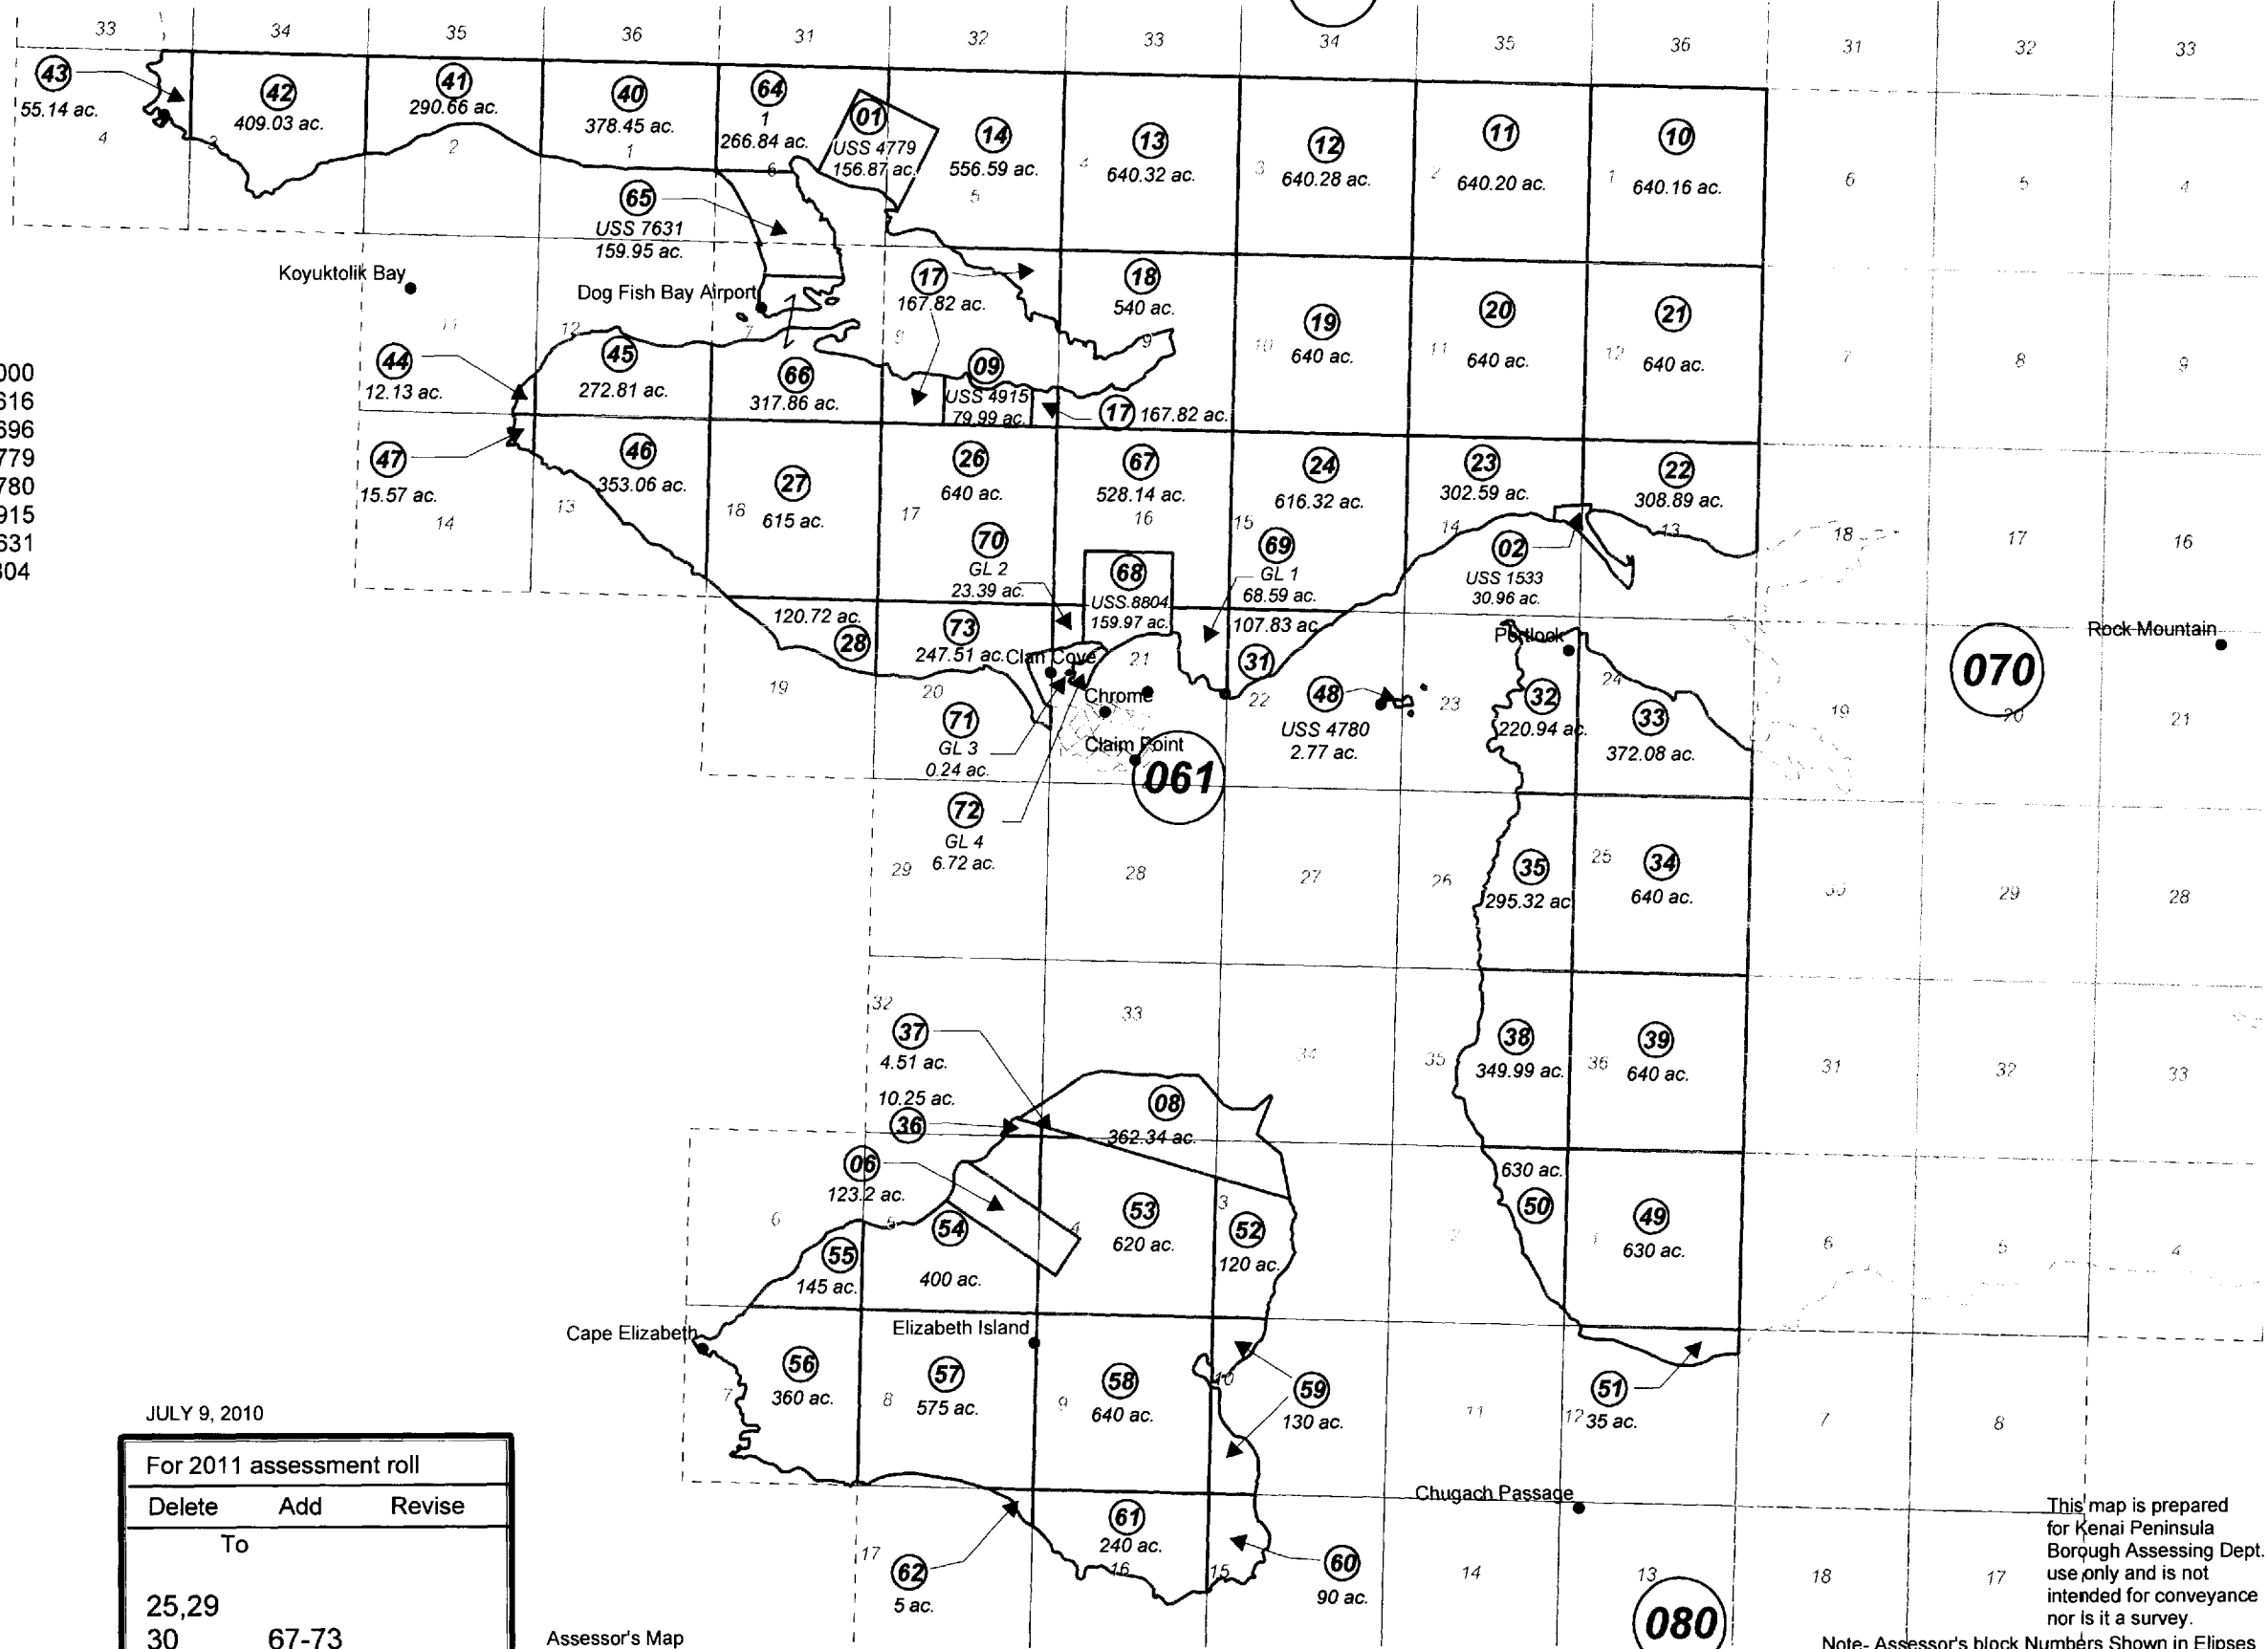 33 34 35 36 31 32 33 34 35 36 31 32 33
43
55.14 ac.
4
42
409.03 ac.
3
41
290.66 ac.
2
40
378.45 ac.
1
64
1
266.84 ac.
6
01
USS 4779
156.87 ac.
14
556.59 ac.
5
4
13
640.32 ac.
3
12
640.28 ac.
2
11
640.20 ac.
1
10
640.16 ac.
6 5 4
65
USS 7631
159.95 ac.
Koyuktolik Bay
Dog Fish Bay Airport
11
12
7
17
167.82 ac.
9
18
540 ac.
9
10
19
640 ac.
11
20
640 ac.
12
21
640 ac.
7 8 9
000
616
696
779
780
915
631
804
44
12.13 ac.
45
272.81 ac.
66
317.86 ac.
09
USS 4915
79.99 ac.
17 167.82 ac.
47
15.57 ac.
14
46
353.06 ac.
13
18
27
615 ac.
26
640 ac.
17
67
528.14 ac.
16
24
616.32 ac.
15
23
302.59 ac.
14
22
308.89 ac.
13
18 17 16
70
GL 2
23.39 ac.
68
USS 8804
159.97 ac.
69
GL 1
68.59 ac.
02
USS 1533
30.96 ac.
120.72 ac.
28
73
247.51 ac.
Clan Cove
21
107.83 ac.
31
Portlock
Rock Mountain
070
19
20
Chrome
22
48
USS 4780
2.77 ac.
23
32
220.94 ac.
24
33
372.08 ac.
19 20 21
71
GL 3
0.24 ac.
Claim Point
061
72
GL 4
6.72 ac.
29
28
27
26
35
295.32 ac
25
34
640 ac.
30 29 28
32
33
34
35
37
4.51 ac.
38
349.99 ac.
36
39
640 ac.
31 32 33
10.25 ac.
36
08
362.34 ac.
06
123.2 ac.
6
5
54
400 ac.
4
53
620 ac.
3
52
120 ac.
2
630 ac.
50
1
49
630 ac.
6 5 4
55
145 ac.
Cape Elizabeth
Elizabeth Island
7
56
360 ac.
8
57
575 ac.
9
58
640 ac.
10
59
130 ac.
11
12
51
35 ac.
7 8
Chugach Passage
17
62
5 ac.
61
240 ac.
16
15
60
90 ac.
14
13
18
17
080
JULY 9, 2010
For 2011 assessment roll
Delete Add Revise
To
25,29
30 67-73
Assessor's Map
This map is prepared
for Kenai Peninsula
Borough Assessing Dept.
use only and is not
intended for conveyance
nor is it a survey.
Note- Assessor's block Numbers Shown in Elipses